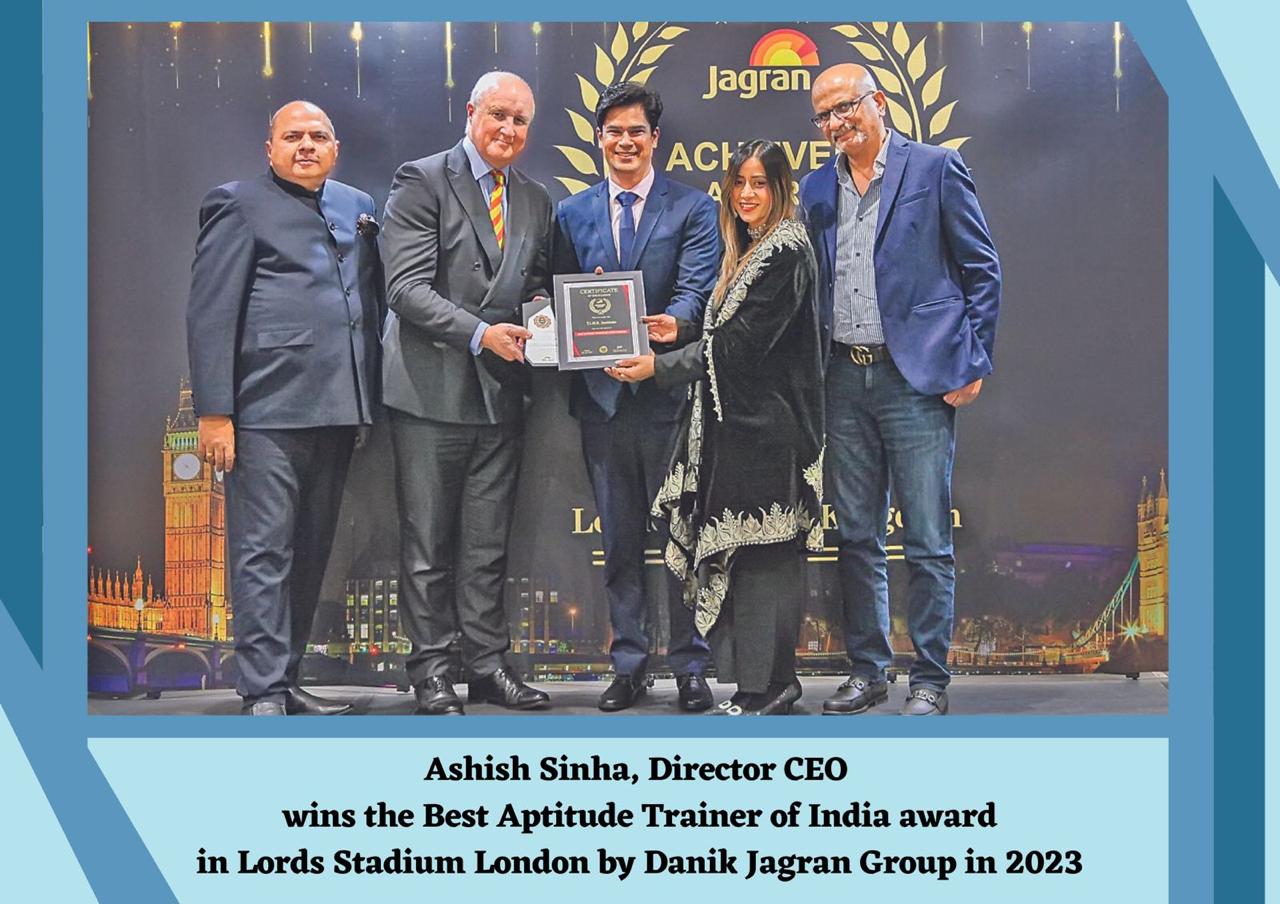 Jagran
CERTIFICATE
Ashish Sinha, Director CEO
wins the Best Aptitude Trainer of India award
in Lords Stadium London by Danik Jagran Group in 2023